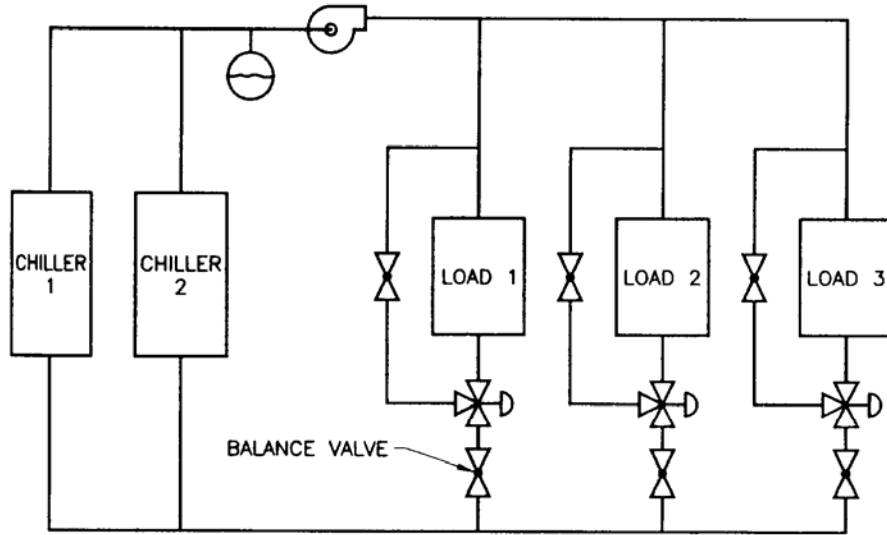 CHILLER
1
CHILLER
2
LOAD 1
LOAD 2
LOAD 3
BALANCE VALVE